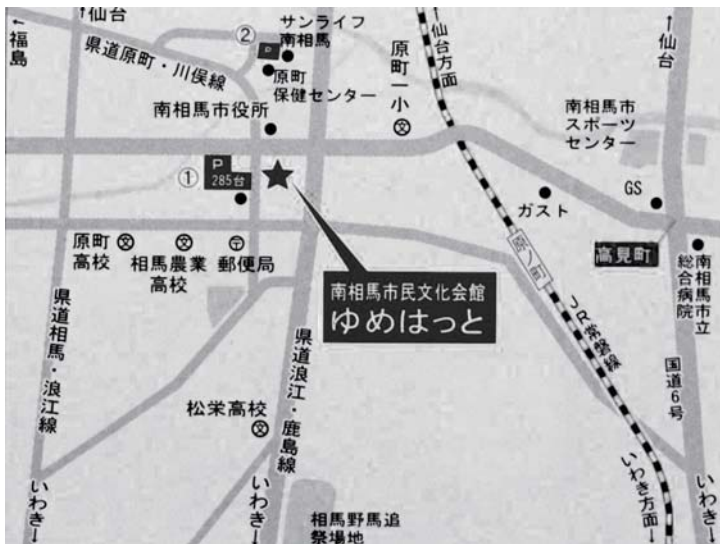 ←福島
↑仙台
県道原町・川俣線
②
P
サンライフ
南相馬
原町
保健センター
南相馬市役所
原町一小
文
↑仙台方面
↑仙台
南相馬市
スポーツ
センター
①
P
285台
ガスト
GS
高見町
南相馬市立
総合病院
原町
高校
文
相馬農業
高校
文
郵便局
〒
南相馬市民文化会館
ゆめはっと
原ノ町
JR常磐線
国道6号
県道相馬・浪江線
県道浪江・鹿島線
松栄高校
文
相馬野馬追
祭場地
いわき↓
いわき↓
いわき方面↓
いわき↓